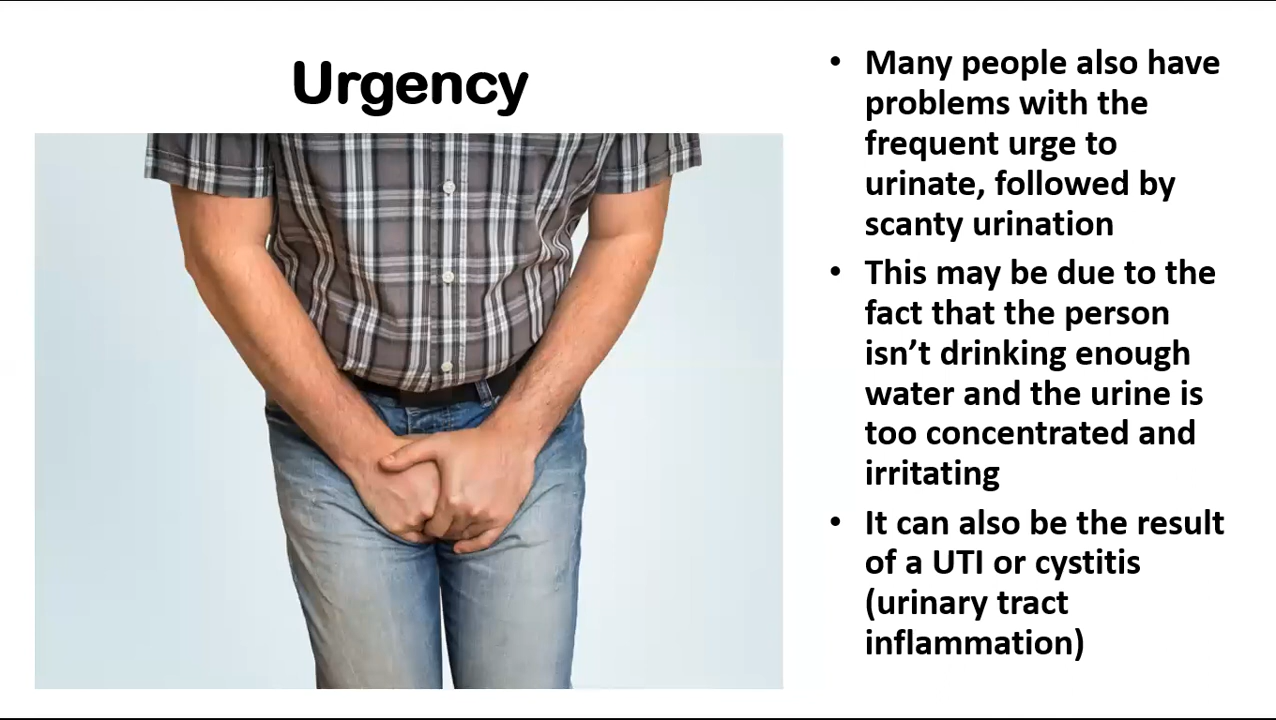 Urgency
• Many people also have
problems with the
frequent urge to
urinate, followed by
scanty urination
• This may be due to the
fact that the person
isn’t drinking enough
water and the urine is
too concentrated and
irritating
• It can also be the result
of a UTI or cystitis
(urinary tract
inflammation)